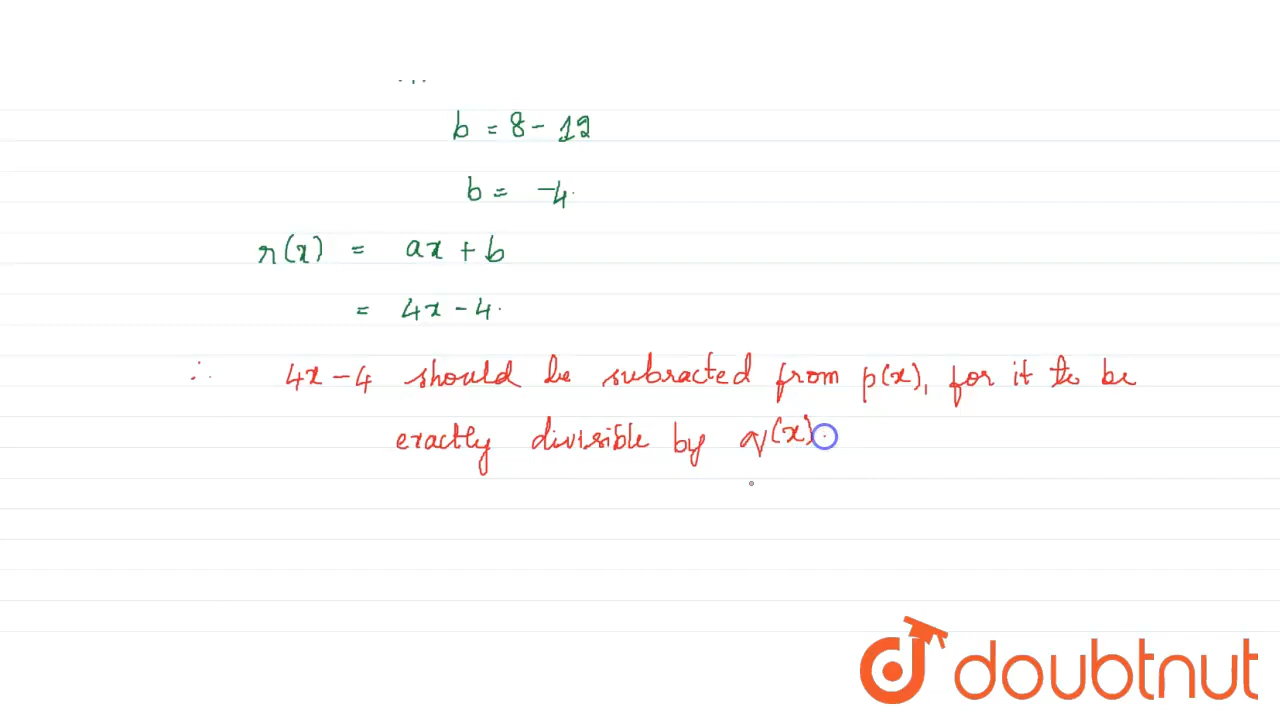 b = 8 - 12
b = -4.
r(x) = ax + b
= 4x - 4.
∴ 4x - 4 should be subracted from p(x), for it to be
exactly divisible by q(x).
doubtnut